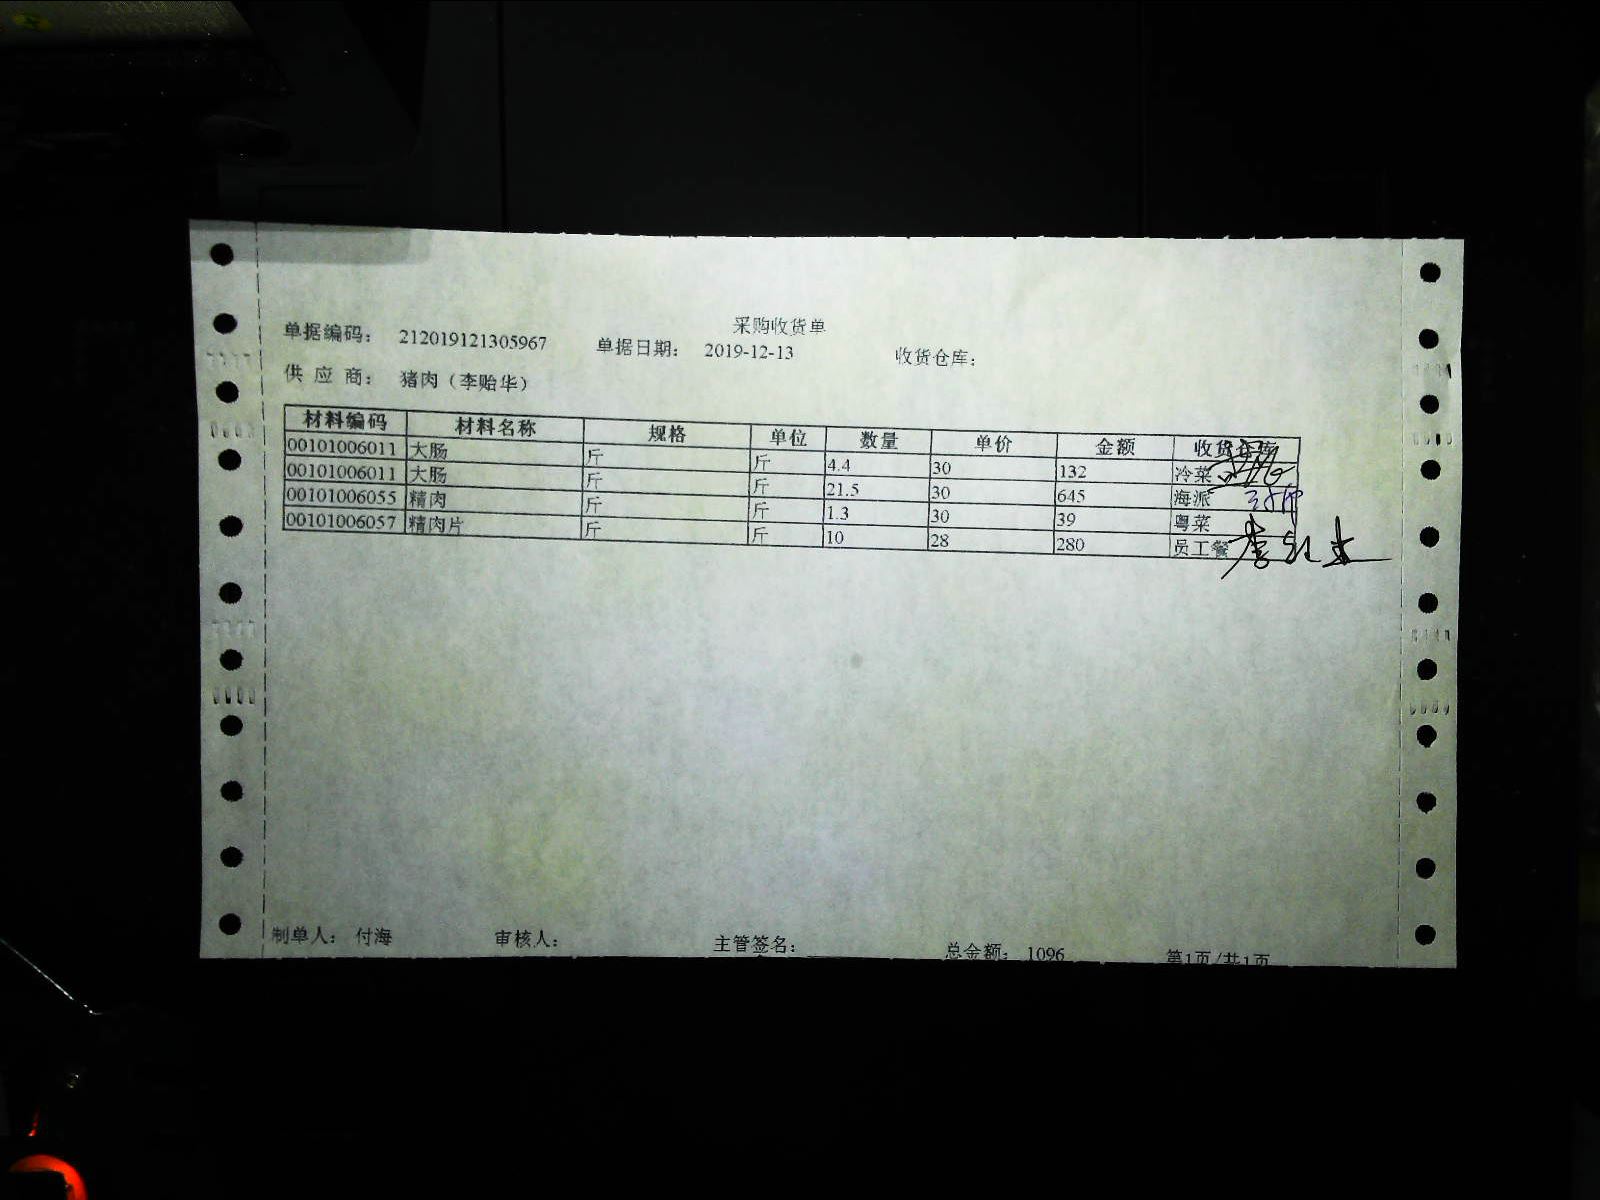 采购收货单
单据编码： 212019121305967 单据日期： 2019-12-13 收货仓库：
供 应 商： 猪肉（李贻华）
材料编码 材料名称 规格 单位 数量 单价 金额 收货仓库
00101006011 大肠 斤 斤 4.4 30 132 冷菜
00101006011 大肠 斤 斤 21.5 30 645 海派
00101006055 精肉 斤 斤 1.3 30 39 粤菜
00101006057 精肉片 斤 斤 10 28 280 员工餐
制单人： 付海 审核人： 主管签名： 总金额： 1096 第1页/共1页